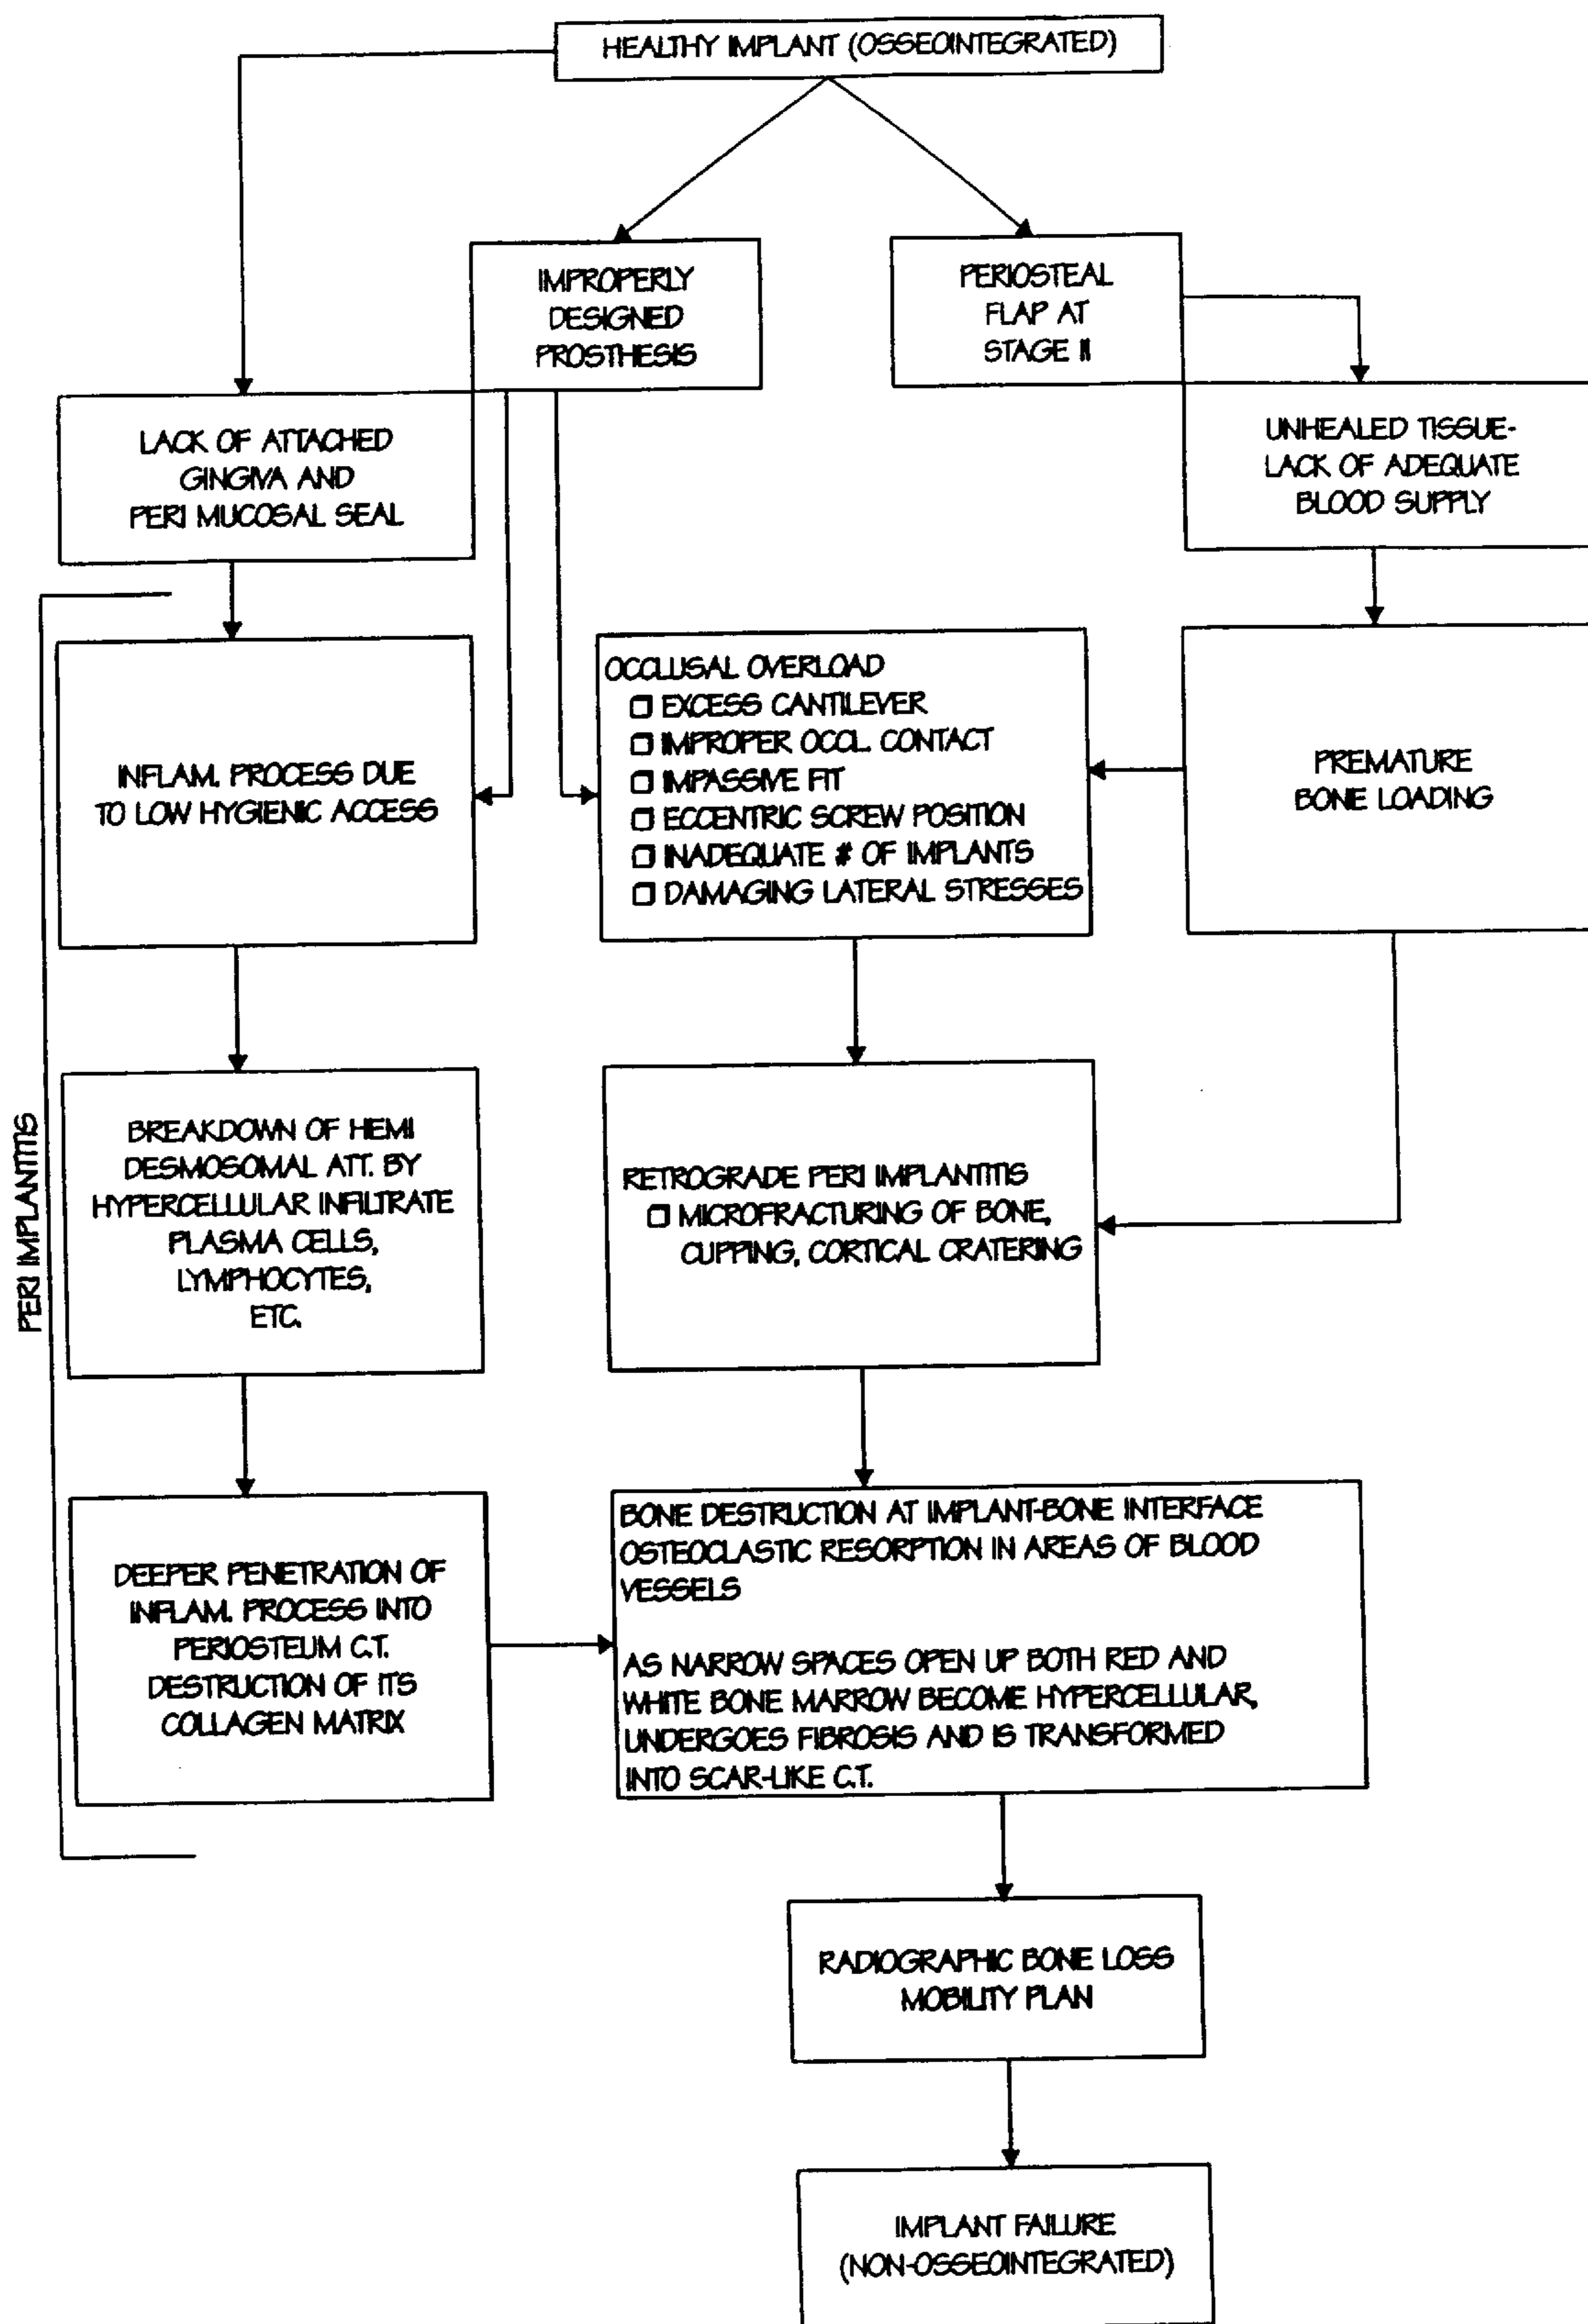 HEALTHY IMPLANT (OSSEOINTEGRATED)
IMPROPERLY
DESIGNED
PROSTHESIS
PERIOSTEAL
FLAP AT
STAGE II
LACK OF ATTACHED
GINGIVA AND
PERI MUCOSAL SEAL
UNHEALED TISSUE-
LACK OF ADEQUATE
BLOOD SUPPLY
INFLAM. PROCESS DUE
TO LOW HYGIENIC ACCESS
OCCLUSAL OVERLOAD
❒ EXCESS CANTILEVER
❒ IMPROPER OCCL. CONTACT
❒ IMPASSIVE FIT
❒ ECCENTRIC SCREW POSITION
❒ INADEQUATE # OF IMPLANTS
❒ DAMAGING LATERAL STRESSES
PREMATURE
BONE LOADING
PERI IMPLANTITIS
BREAKDOWN OF HEMI
DESMOSOMAL ATT. BY
HYPERCELLULAR INFILTRATE
PLASMA CELLS,
LYMPHOCYTES,
ETC.
RETROGRADE PERI IMPLANTITIS
❒ MICROFRACTURING OF BONE,
CUPPING, CORTICAL CRATERING
DEEPER PENETRATION OF
INFLAM. PROCESS INTO
PERIOSTEUM C.T.
DESTRUCTION OF ITS
COLLAGEN MATRIX
BONE DESTRUCTION AT IMPLANT-BONE INTERFACE
OSTEOCLASTIC RESORPTION IN AREAS OF BLOOD
VESSELS
AS NARROW SPACES OPEN UP BOTH RED AND
WHITE BONE MARROW BECOME HYPERCELLULAR,
UNDERGOES FIBROSIS AND IS TRANSFORMED
INTO SCAR-LIKE C.T.
RADIOGRAPHIC BONE LOSS
MOBILITY PLAN
IMPLANT FAILURE
(NON-OSSEOINTEGRATED)